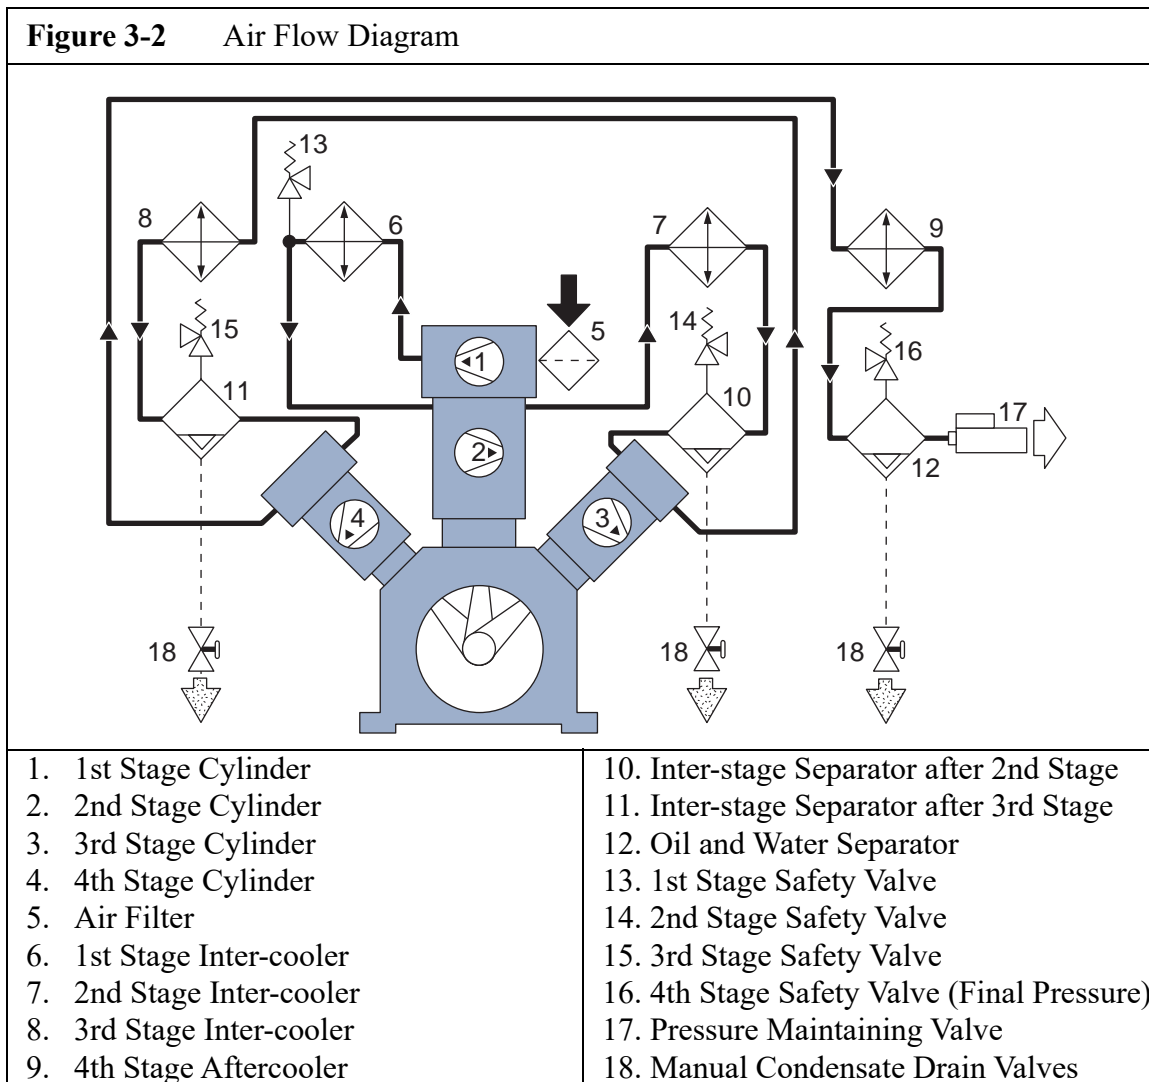 Figure 3-2 Air Flow Diagram
13
8
6
7
9
15
5
14
16
1
11
10
17
2
12
4
3
18
18
18
1. 1st Stage Cylinder
2. 2nd Stage Cylinder
3. 3rd Stage Cylinder
4. 4th Stage Cylinder
5. Air Filter
6. 1st Stage Inter-cooler
7. 2nd Stage Inter-cooler
8. 3rd Stage Inter-cooler
9. 4th Stage Aftercooler
10. Inter-stage Separator after 2nd Stage
11. Inter-stage Separator after 3rd Stage
12. Oil and Water Separator
13. 1st Stage Safety Valve
14. 2nd Stage Safety Valve
15. 3rd Stage Safety Valve
16. 4th Stage Safety Valve (Final Pressure)
17. Pressure Maintaining Valve
18. Manual Condensate Drain Valves